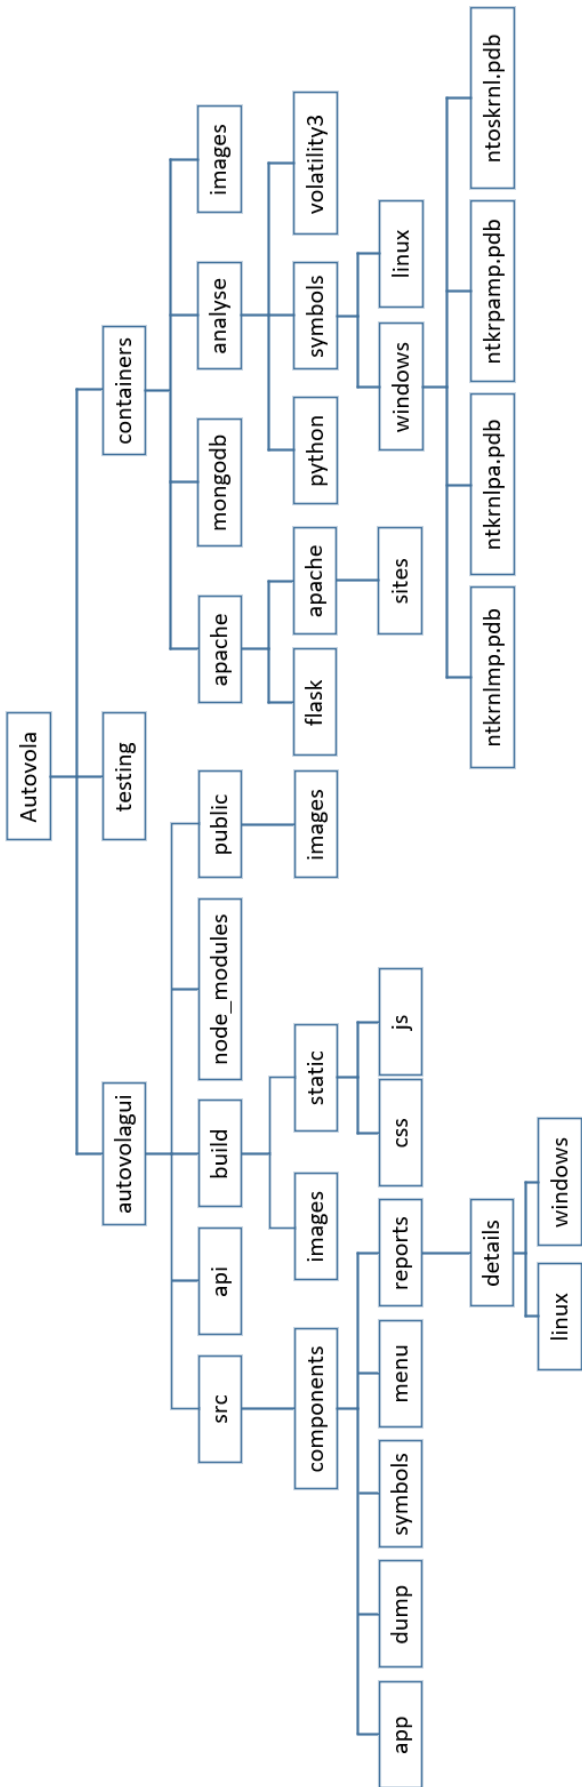 Autovola
autovolagui
testing
containers
src
api
build
node_modules
public
apache
mongodb
analyse
images
components
images
static
images
flask
apache
python
symbols
volatility3
app
dump
symbols
menu
reports
css
js
sites
windows
linux
details
ntkrnlmp.pdb
ntkrnlpa.pdb
ntkrpamp.pdb
ntoskrnl.pdb
linux
windows